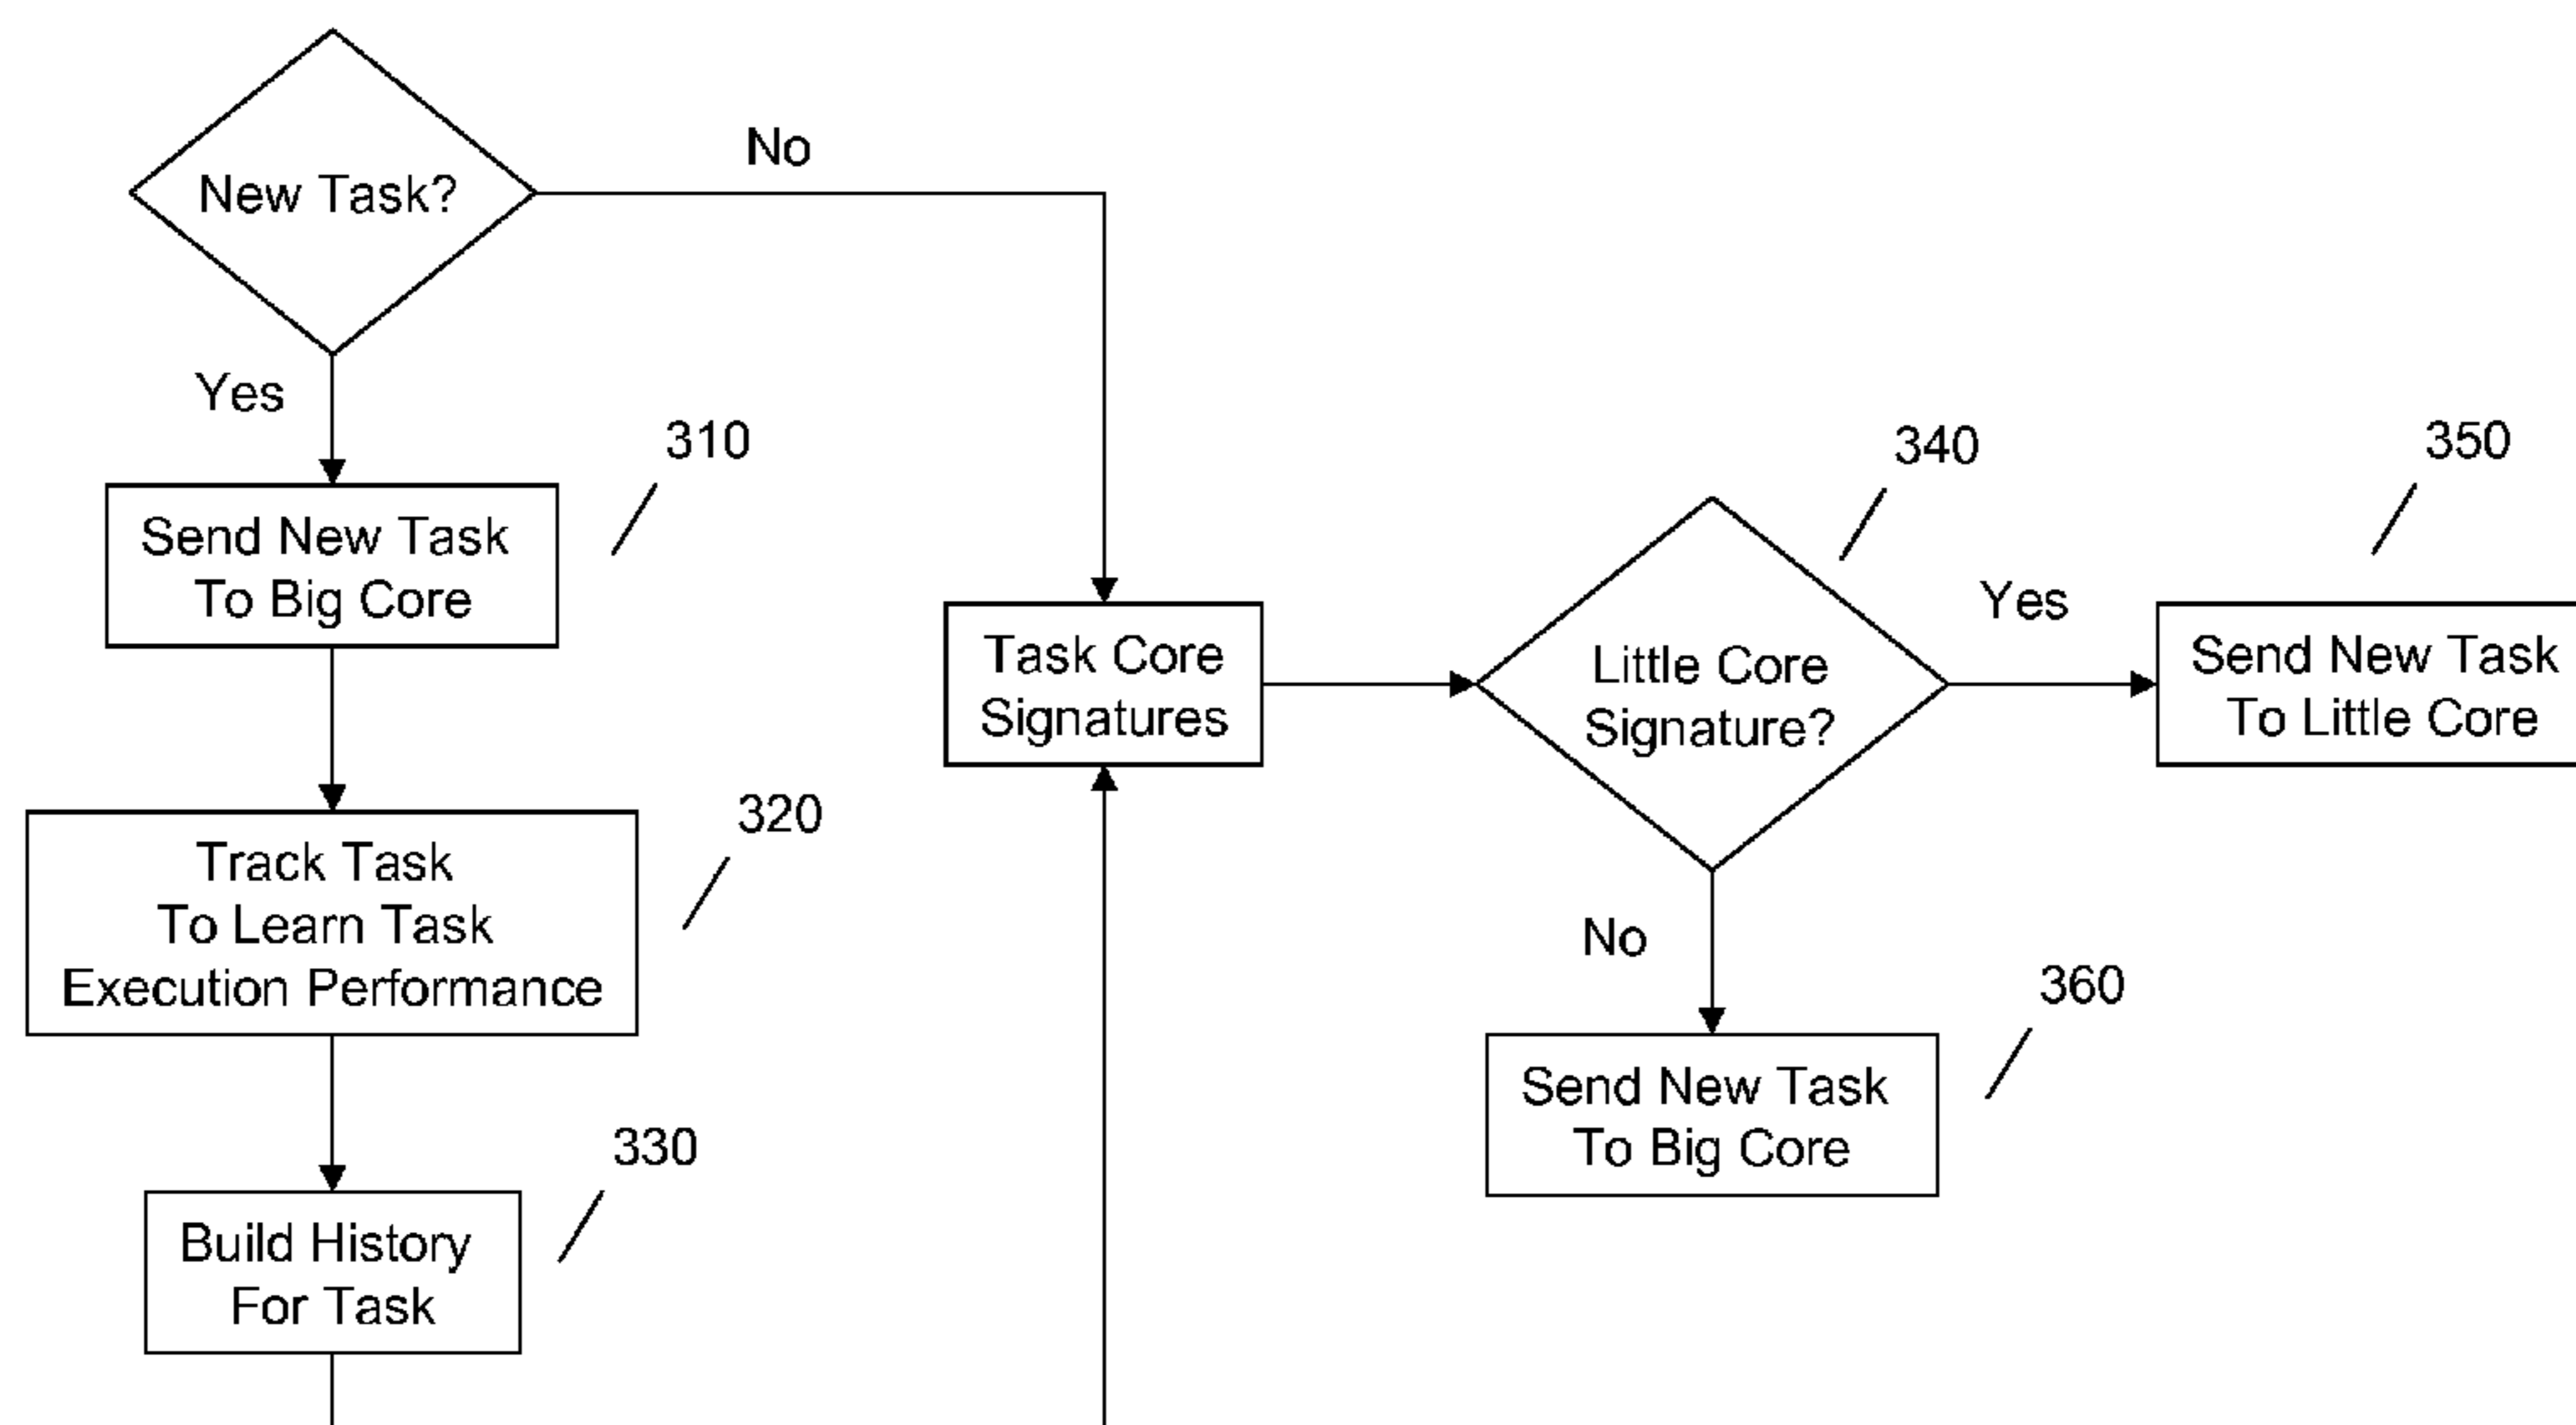 New Task?
No
Yes
310
Send New Task
To Big Core
320
Track Task
To Learn Task
Execution Performance
330
Build History
For Task
Task Core
Signatures
340
Little Core
Signature?
Yes
350
Send New Task
To Little Core
No
360
Send New Task
To Big Core